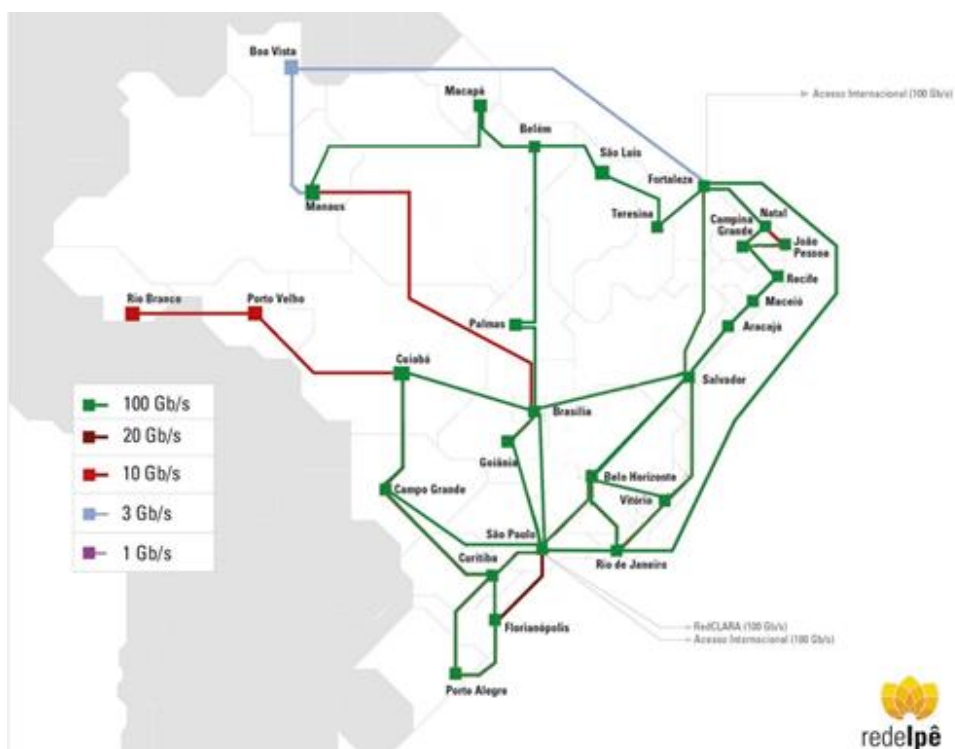 Boa Vista
Macapá
Acesso Internacional (100 Gb/s)
Belém
São Luís
Fortaleza
Manaus
Teresina
Campina
Grande
Natal
João
Pessoa
Recife
Rio Branco
Porto Velho
Maceió
Palmas
Aracajú
Cuiabá
Salvador
100 Gb/s
Brasília
20 Gb/s
Goiânia
10 Gb/s
Belo Horizonte
Campo Grande
Vitória
3 Gb/s
São Paulo
1 Gb/s
Curitiba
Rio de Janeiro
Florianópolis
RedCLARA (100 Gb/s)
Acesso Internacional (100 Gb/s)
Porto Alegre
redeIpê